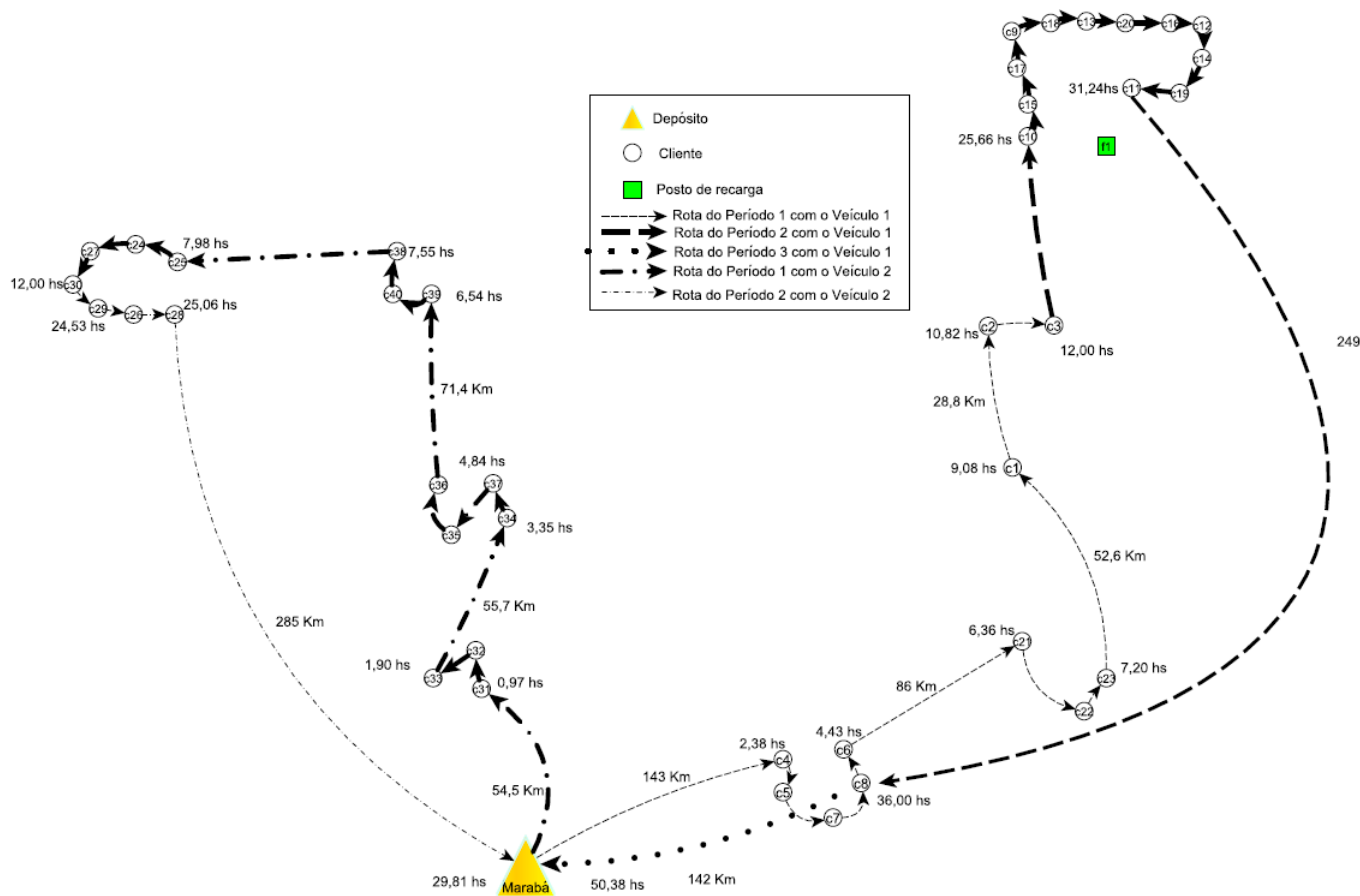 c9
c18
c13
c20
c16
c12
c14
c17
31,24hs
c11
c19
c15
25,66 hs
c10
f1
Depósito
Cliente
Posto de recarga
Rota do Período 1 com o Veículo 1
Rota do Período 2 com o Veículo 1
Rota do Período 3 com o Veículo 1
Rota do Período 1 com o Veículo 2
Rota do Período 2 com o Veículo 2
c27
c24
7,98 hs
c25
c38
7,55 hs
12,00 hs
c30
c29
c26
c28
25,06 hs
24,53 hs
c40
c39
6,54 hs
c2
c3
10,82 hs
12,00 hs
249
71,4 Km
28,8 Km
4,84 hs
c36
c37
c34
c35
3,35 hs
9,08 hs
c1
52,6 Km
55,7 Km
285 Km
6,36 hs
c21
c32
1,90 hs
c33
c31
0,97 hs
c23
7,20 hs
c22
86 Km
4,43 hs
2,38 hs
c6
c4
143 Km
c8
c5
36,00 hs
54,5 Km
c7
29,81 hs
Marabá
50,38 hs
142 Km